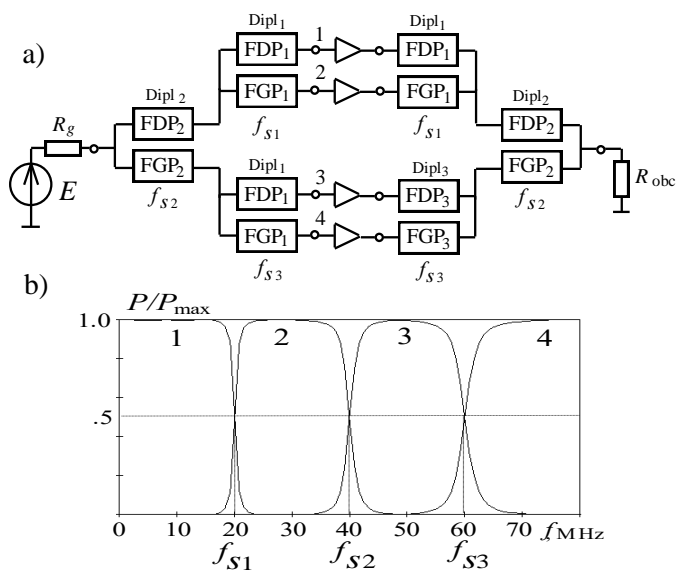 a)
Dipl1 1 Dipl1
FDP1 FDP1
2
Dipl2 FGP1 FGP1 Dipl2
Rg FDP2 fS1 fS1 FDP2
E FGP2 Dipl1 3 Dipl3 FGP2 Robc
fS2 FDP1 FDP3 fS2
4
FGP1 FGP3
fS3 fS3
b)
P/Pmax
1.0
1 2 3 4
.5
0 10 20 30 40 50 60 70 f,MHz
fS1 fS2 fS3